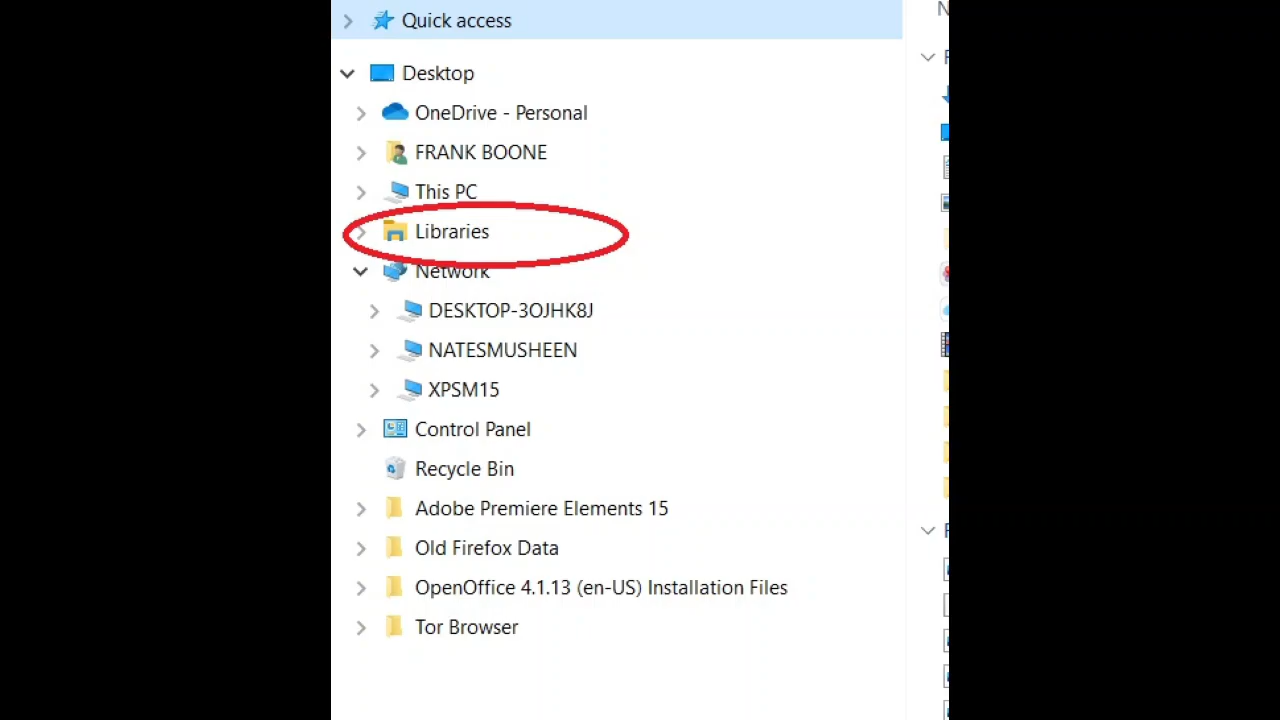 Quick access
Desktop
OneDrive - Personal
FRANK BOONE
This PC
Libraries
Network
DESKTOP-3OJHK8J
NATESMUSHEEN
XPSM15
Control Panel
Recycle Bin
Adobe Premiere Elements 15
Old Firefox Data
OpenOffice 4.1.13 (en-US) Installation Files
Tor Browser